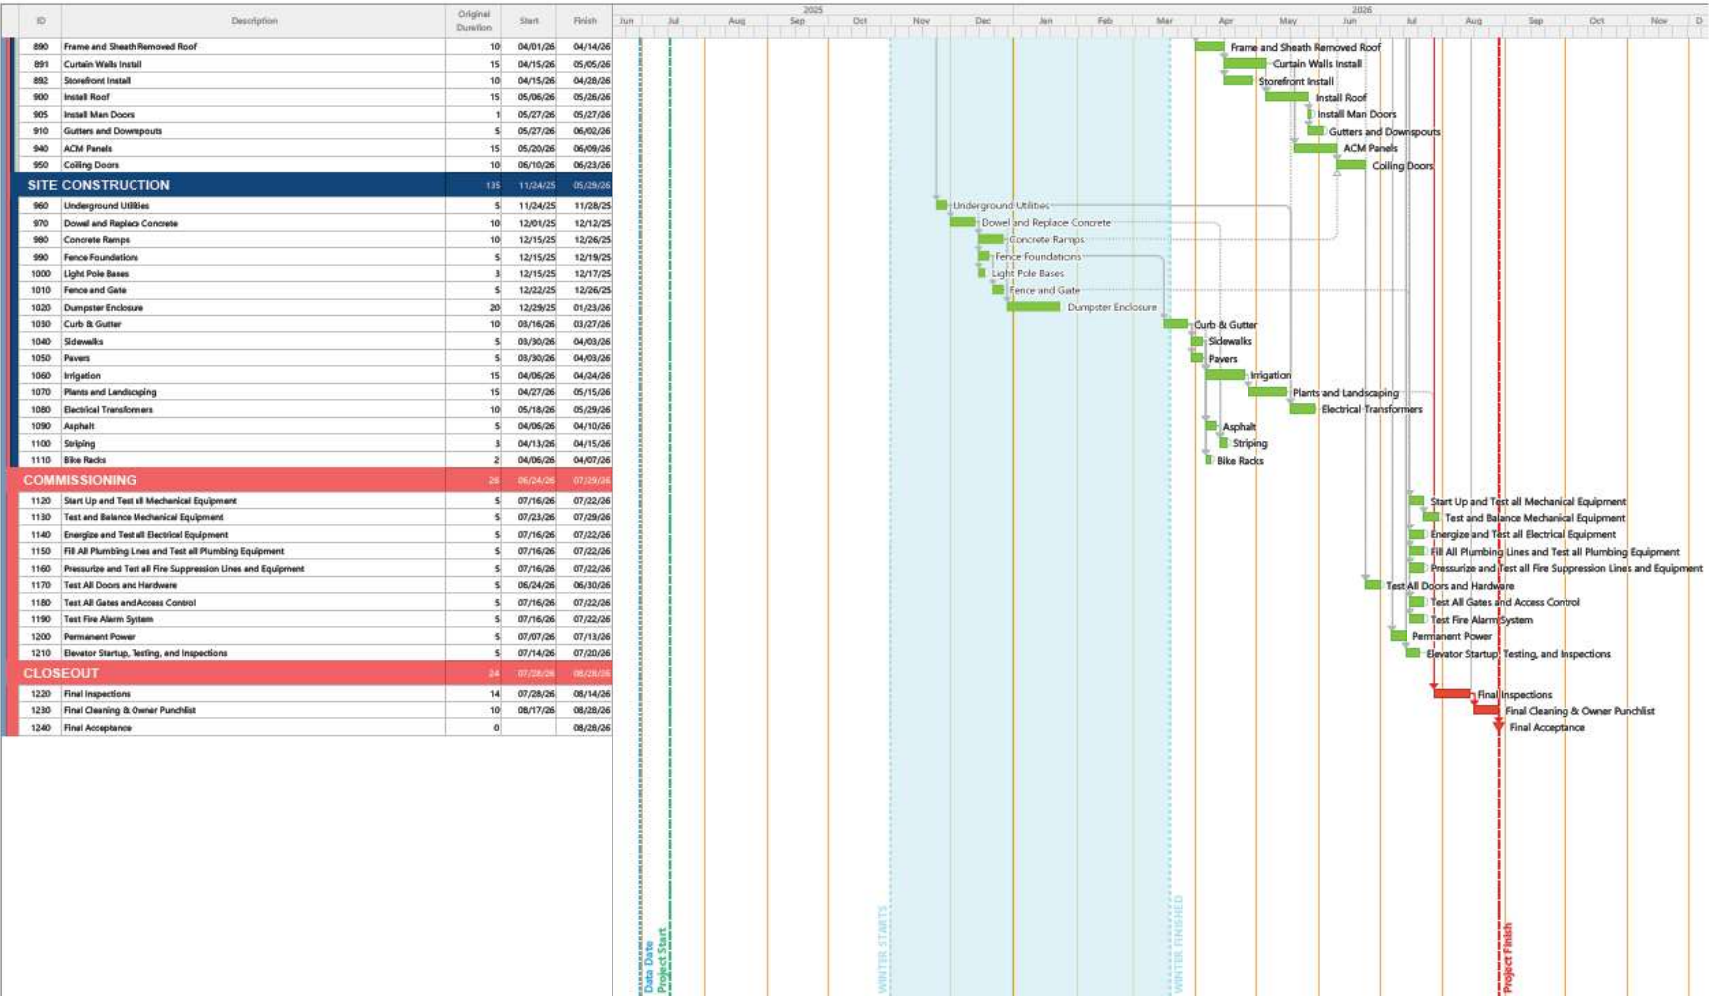 2025 2026
ID Description Original Duration Start Finish Jun Jul Aug Sep Oct Nov Dec Jan Feb Mar Apr May Jun Jul Aug Sep Oct Nov D
890 Frame and Sheath Removed Roof 10 04/01/26 04/14/26 Frame and Sheath Removed Roof
891 Curtain Walls Install 15 04/15/26 05/05/26 Curtain Walls Install
892 Storefront Install 10 04/15/26 04/28/26 Storefront Install
900 Install Roof 15 05/06/26 05/26/26 Install Roof
905 Install Man Doors 1 05/27/26 05/27/26 Install Man Doors
910 Gutters and Downspouts 5 05/27/26 06/02/26 Gutters and Downspouts
940 ACM Panels 15 05/20/26 06/09/26 ACM Panels
950 Coiling Doors 10 06/10/26 06/23/26 Coiling Doors
SITE CONSTRUCTION 135 11/24/25 05/29/26
960 Underground Utilities 5 11/24/25 11/28/25 Underground Utilities
970 Dowel and Replace Concrete 10 12/01/25 12/12/25 Dowel and Replace Concrete
980 Concrete Ramps 10 12/15/25 12/26/25 Concrete Ramps
990 Fence Foundations 5 12/15/25 12/19/25 Fence Foundations
1000 Light Pole Bases 3 12/15/25 12/17/25 Light Pole Bases
1010 Fence and Gate 5 12/22/25 12/26/25 Fence and Gate
1020 Dumpster Enclosure 20 12/29/25 01/23/26 Dumpster Enclosure
1030 Curb & Gutter 10 03/16/26 03/27/26 Curb & Gutter
1040 Sidewalks 5 03/30/26 04/03/26 Sidewalks
1050 Pavers 5 03/30/26 04/03/26 Pavers
1060 Irrigation 15 04/06/26 04/24/26 Irrigation
1070 Plants and Landscaping 15 04/27/26 05/15/26 Plants and Landscaping
1080 Electrical Transformers 10 05/18/26 05/29/26 Electrical Transformers
1090 Asphalt 5 04/06/26 04/10/26 Asphalt
1100 Striping 3 04/13/26 04/15/26 Striping
1110 Bike Racks 2 04/06/26 04/07/26 Bike Racks
COMMISSIONING 26 06/24/26 07/29/26
1120 Start Up and Test all Mechanical Equipment 5 07/16/26 07/22/26 Start Up and Test all Mechanical Equipment
1130 Test and Balance Mechanical Equipment 5 07/23/26 07/29/26 Test and Balance Mechanical Equipment
1140 Energize and Test all Electrical Equipment 5 07/16/26 07/22/26 Energize and Test all Electrical Equipment
1150 Fill All Plumbing Lines and Test all Plumbing Equipment 5 07/16/26 07/22/26 Fill All Plumbing Lines and Test all Plumbing Equipment
1160 Pressurize and Test all Fire Suppression Lines and Equipment 5 07/16/26 07/22/26 Pressurize and Test all Fire Suppression Lines and Equipment
1170 Test All Doors and Hardware 5 06/24/26 06/30/26 Test All Doors and Hardware
1180 Test All Gates and Access Control 5 07/16/26 07/22/26 Test All Gates and Access Control
1190 Test Fire Alarm System 5 07/16/26 07/22/26 Test Fire Alarm System
1200 Permanent Power 5 07/07/26 07/13/26 Permanent Power
1210 Elevator Startup, Testing, and Inspections 5 07/14/26 07/20/26 Elevator Startup, Testing, and Inspections
CLOSEOUT 24 07/28/26 08/28/26
1220 Final Inspections 14 07/28/26 08/14/26 Final Inspections
1230 Final Cleaning & Owner Punchlist 10 08/17/26 08/28/26 Final Cleaning & Owner Punchlist
1240 Final Acceptance 0 08/28/26 Final Acceptance
Data Date
Project Start
WINTER STARTS
WINTER FINISHED
Project Finish